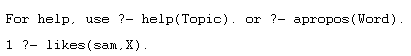 For help, use ?- help(Topic). or ?- apropos(Word).
1 ?- likes(sam,X).